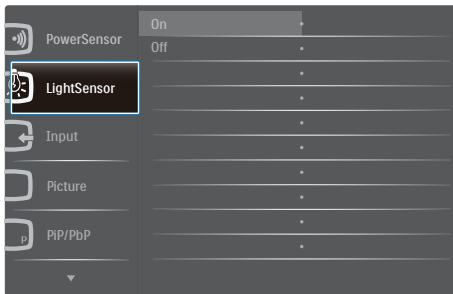 PowerSensor
LightSensor
Input
Picture
P
PiP/PbP
On
Off